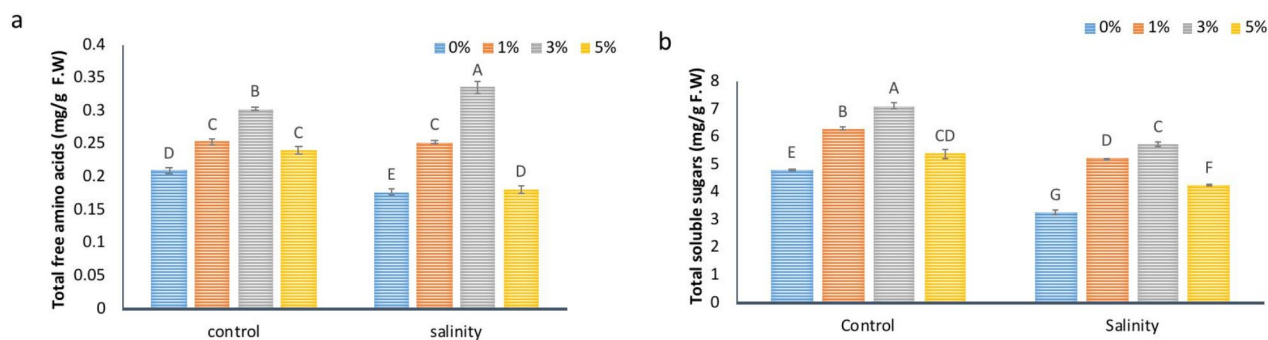 a
Total free amino acids (mg/g F.W)
0.4
0.35
0.3
0.25
0.2
0.15
0.1
0.05
0
0% 1% 3% 5%
D C B C
E C A D
control salinity
b
Total soluble sugars (mg/g F.W)
8
7
6
5
4
3
2
1
0
0% 1% 3% 5%
E B A CD
G D C F
Control Salinity